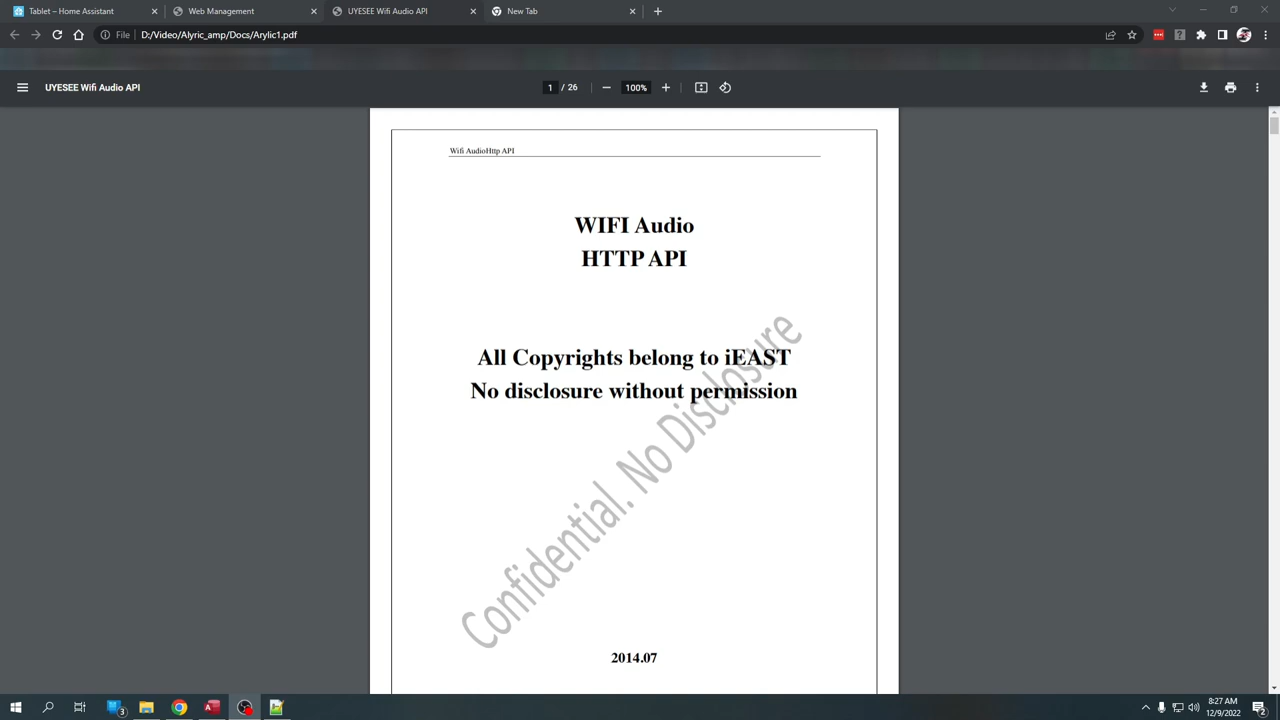 Tablet – Home Assistant
Web Management
UYESEE Wifi Audio API
New Tab
File
D:/Video/Alyric_amp/Docs/Arylic1.pdf
UYESEE Wifi Audio API
1 / 26
100%
Wifi AudioHttp API
WIFI Audio
HTTP API
All Copyrights belong to iEAST
No disclosure without permission
Confidential. No Disclosure
2014.07
3
8:27 AM
12/9/2022
2